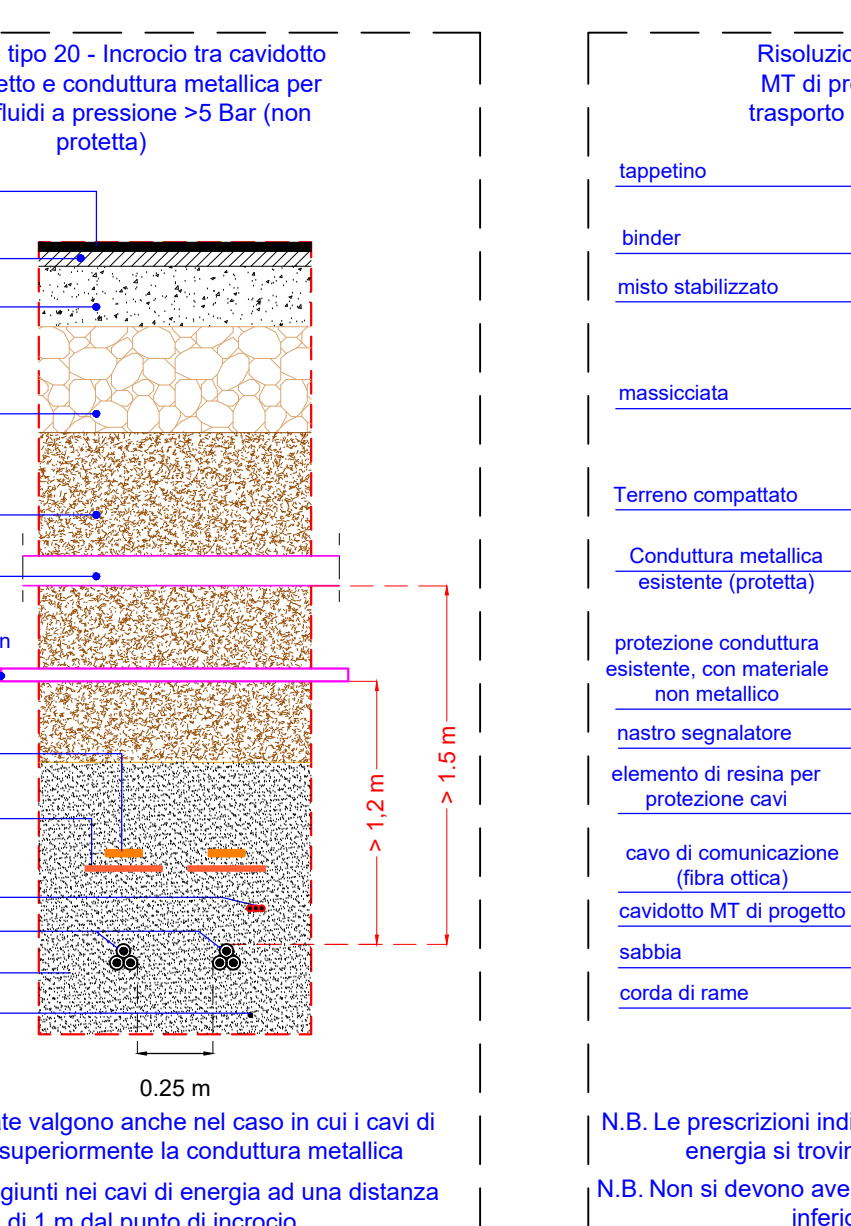 tipo 20 - Incrocio tra cavidotto
etto e conduttura metallica per
fluidi a pressione >5 Bar (non
protetta)
n
> 1,2 m
> 1.5 m
0.25 m
ate valgono anche nel caso in cui i cavi di
superiormente la conduttura metallica
giunti nei cavi di energia ad una distanza
di 1 m dal punto di incrocio
Risoluzio
MT di pr
trasporto
tappetino
binder
misto stabilizzato
massicciata
Terreno compattato
Conduttura metallica
esistente (protetta)
protezione conduttura
esistente, con materiale
non metallico
nastro segnalatore
elemento di resina per
protezione cavi
cavo di comunicazione
(fibra ottica)
cavidotto MT di progetto
sabbia
corda di rame
N.B. Le prescrizioni indi
energia si trovin
N.B. Non si devono ave
inferio